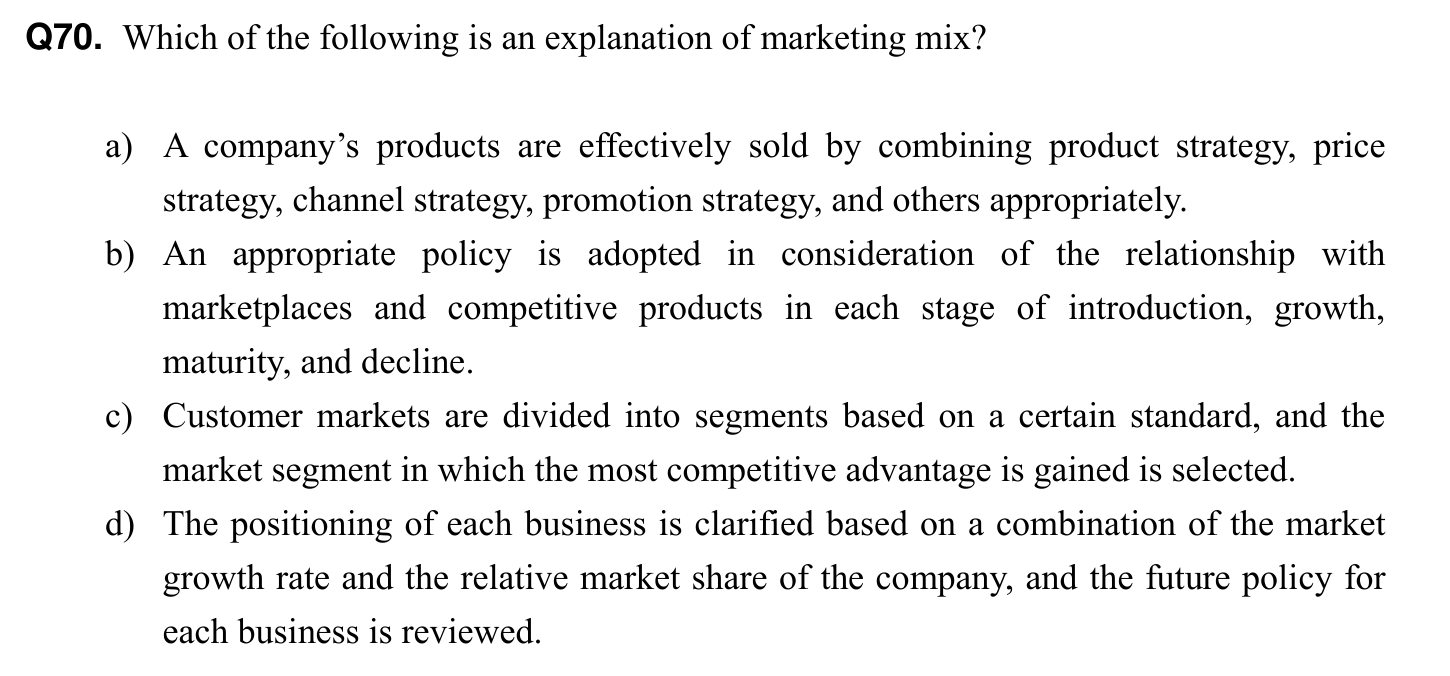 Q70. Which of the following is an explanation of marketing mix?
a) A company’s products are effectively sold by combining product strategy, price
strategy, channel strategy, promotion strategy, and others appropriately.
b) An appropriate policy is adopted in consideration of the relationship with
marketplaces and competitive products in each stage of introduction, growth,
maturity, and decline.
c) Customer markets are divided into segments based on a certain standard, and the
market segment in which the most competitive advantage is gained is selected.
d) The positioning of each business is clarified based on a combination of the market
growth rate and the relative market share of the company, and the future policy for
each business is reviewed.